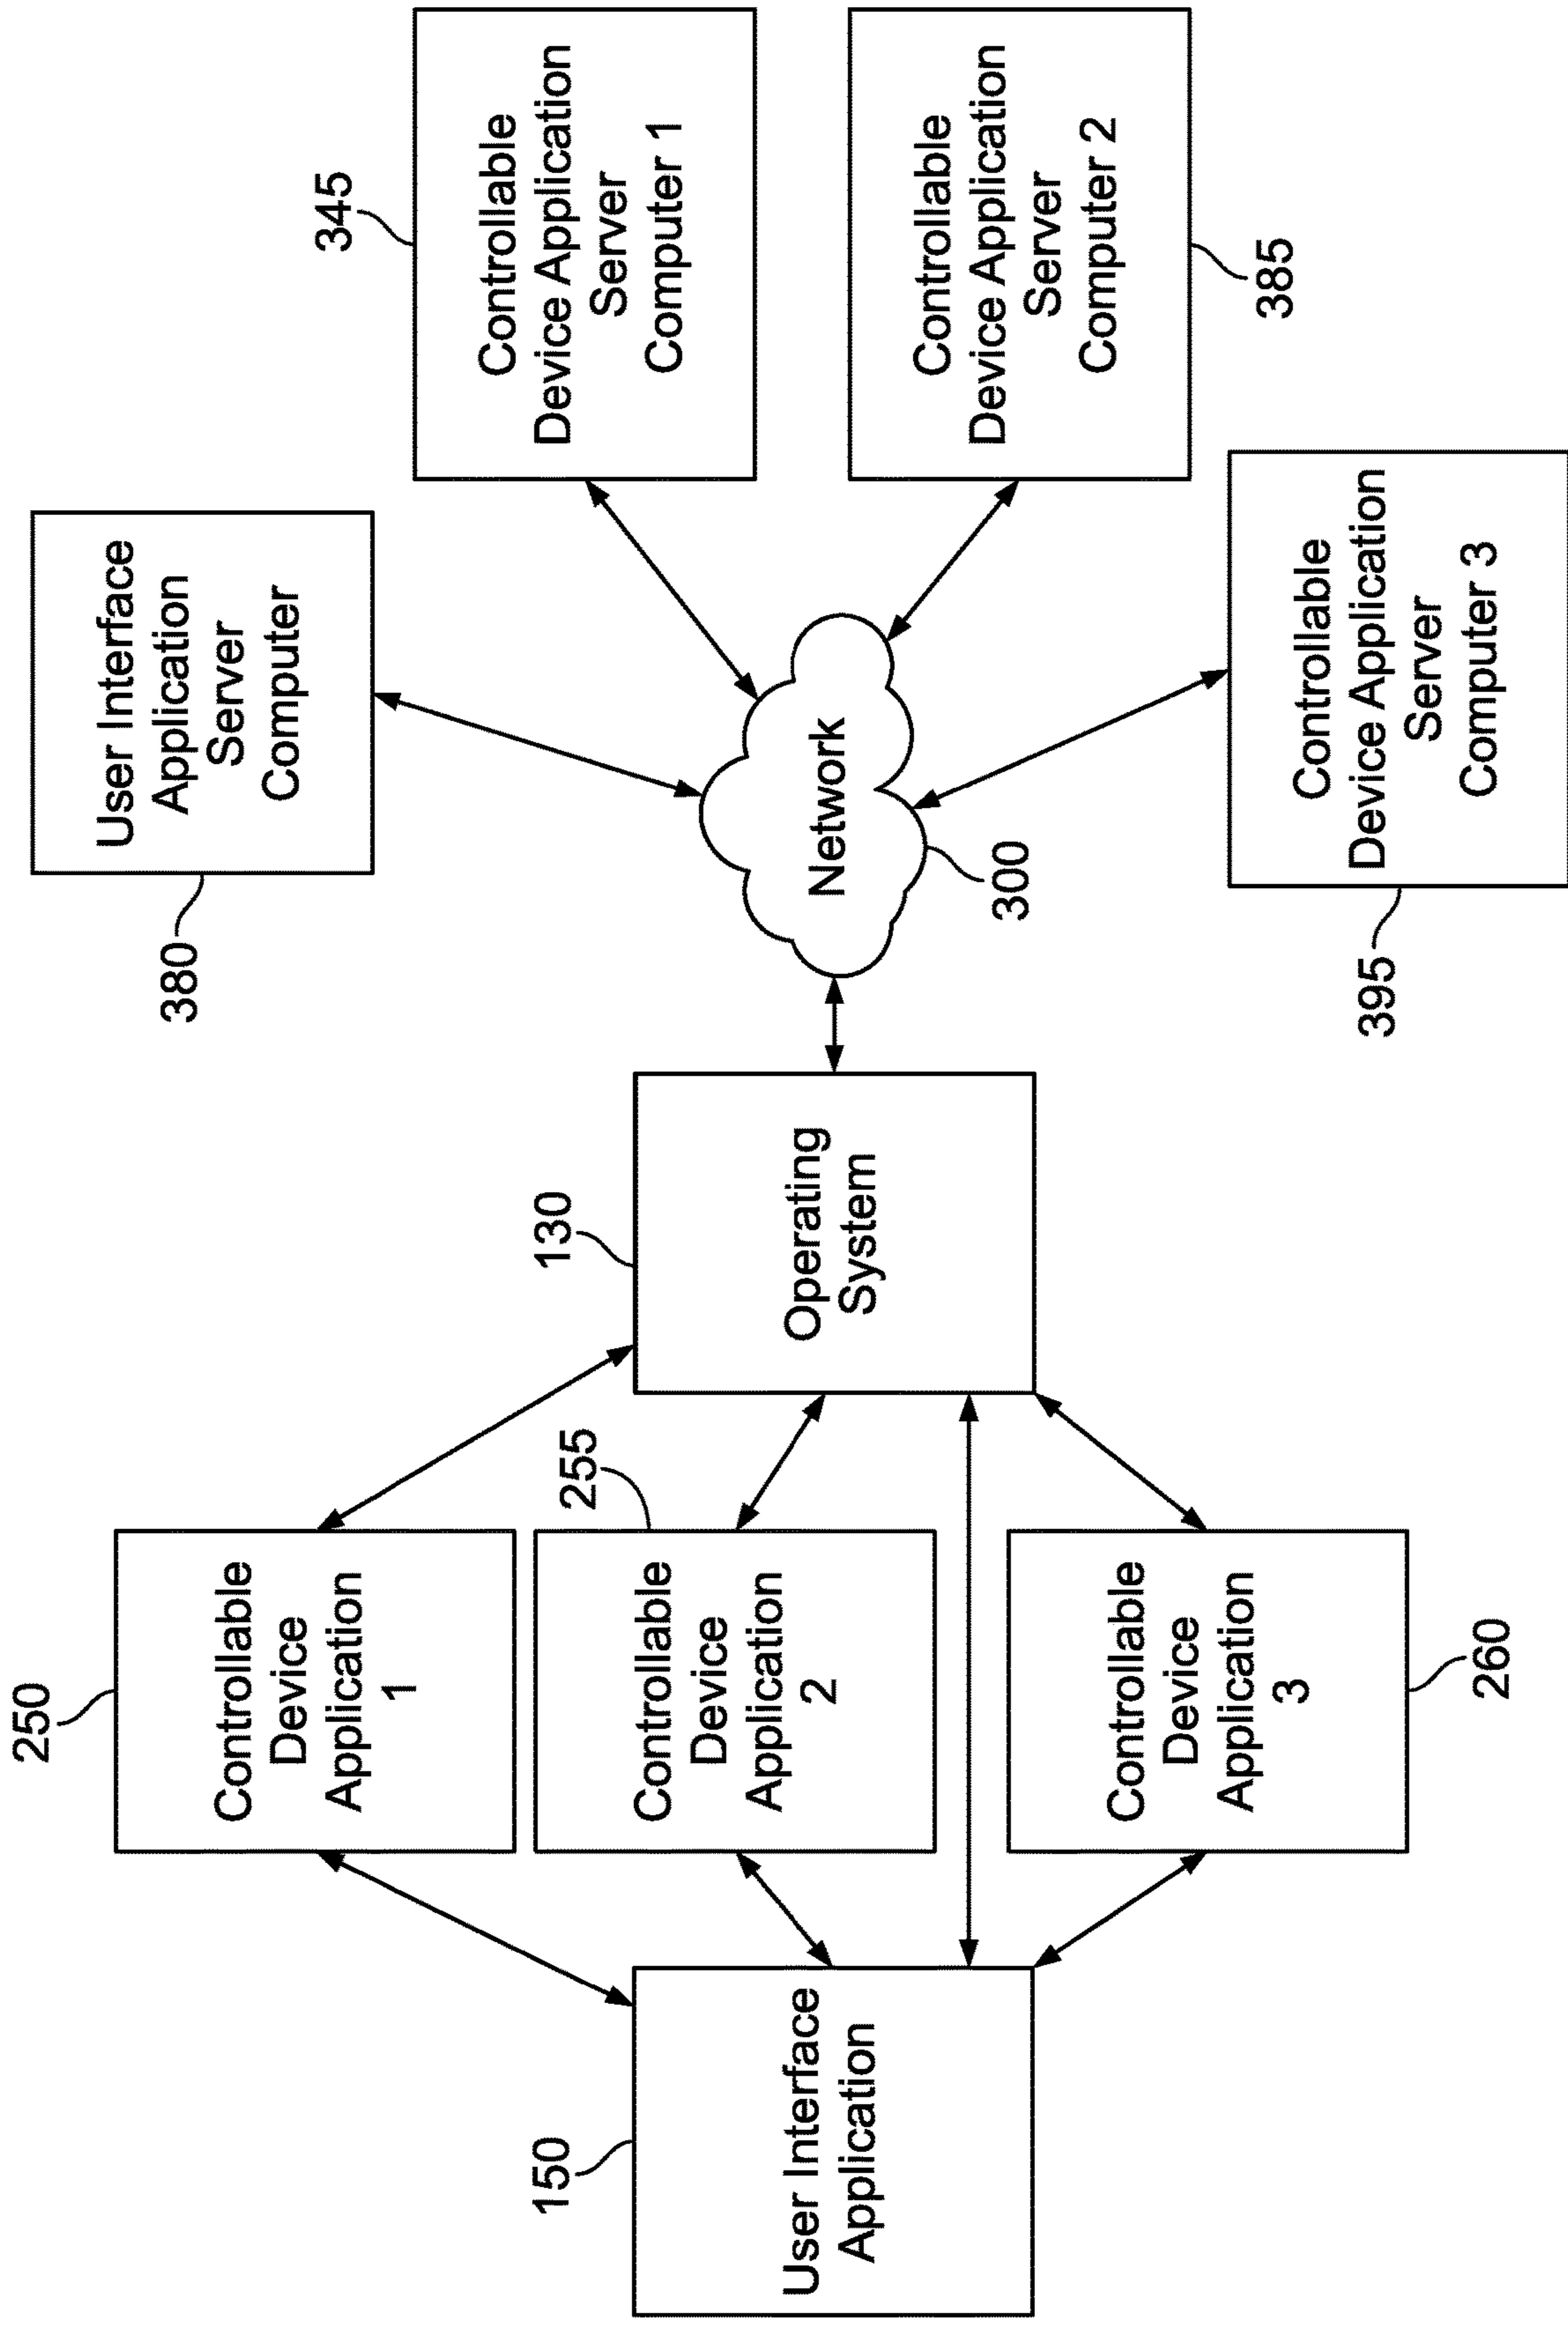 150
User Interface
Application
250
Controllable
Device
Application
1
255
Controllable
Device
Application
2
Controllable
Device
Application
3
260
130
Operating
System
Network
300
380
User Interface
Application
Server
Computer
345
Controllable
Device Application
Server
Computer 1
Controllable
Device Application
Server
Computer 2
385
Controllable
Device Application
Server
Computer 3
395